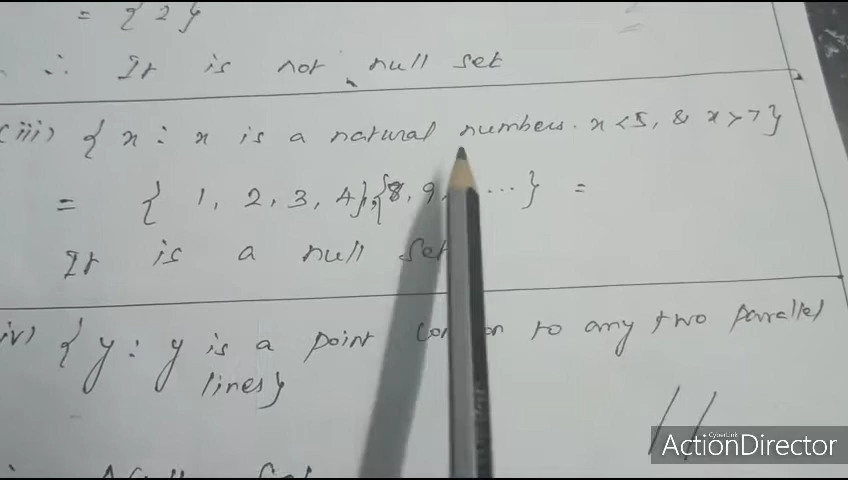 = { 2 }
∴ It is not null set
(iii) { x : x is a natural numbers. x < 5, & x > 7 }
= { 1, 2, 3, 4 }, { 8, 9, ... } =
It is a null set
iv) { y : y is a point to any two parallel
lines }
CyberLink
ActionDirector